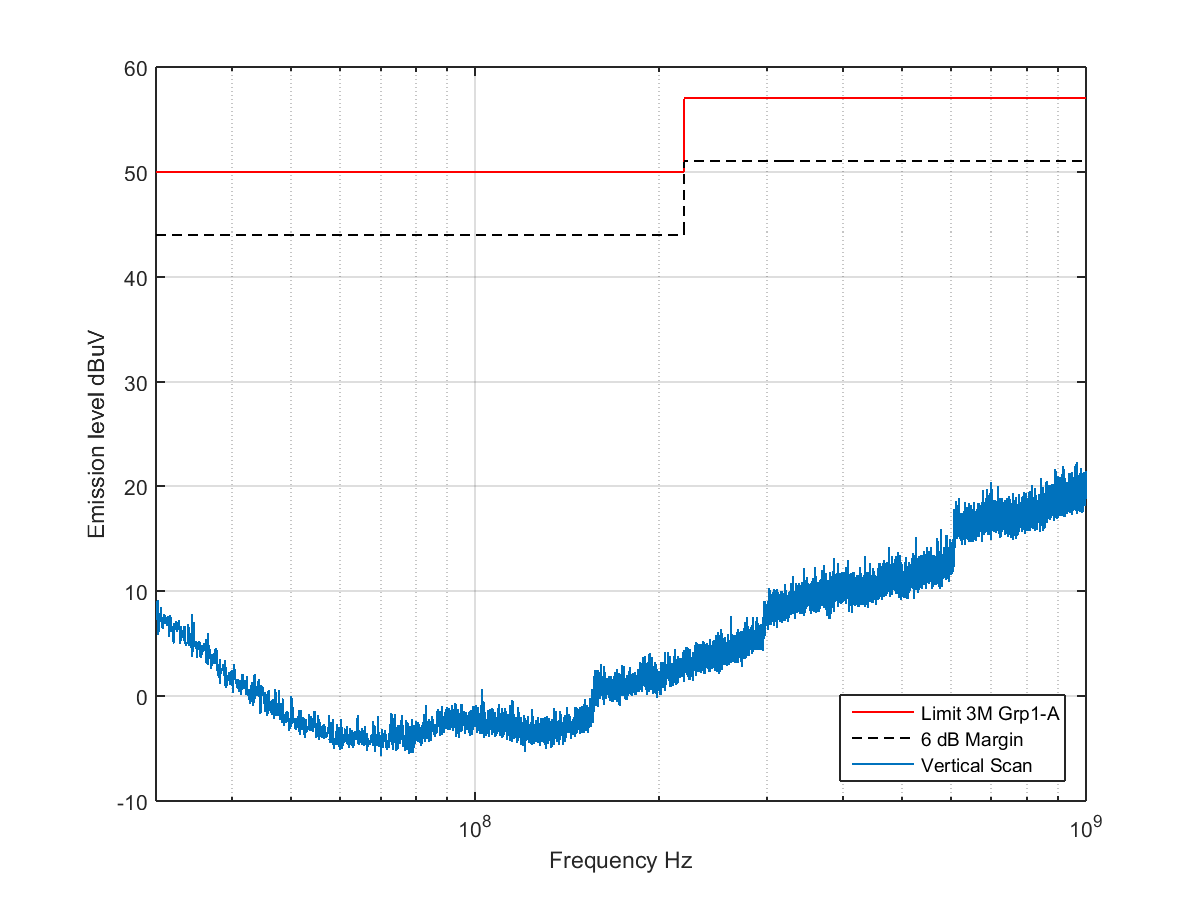 60
50
40
30
20
10
0
-10
Emission level dBuV
10^8
10^9
Frequency Hz
Limit 3M Grp1-A
6 dB Margin
Vertical Scan